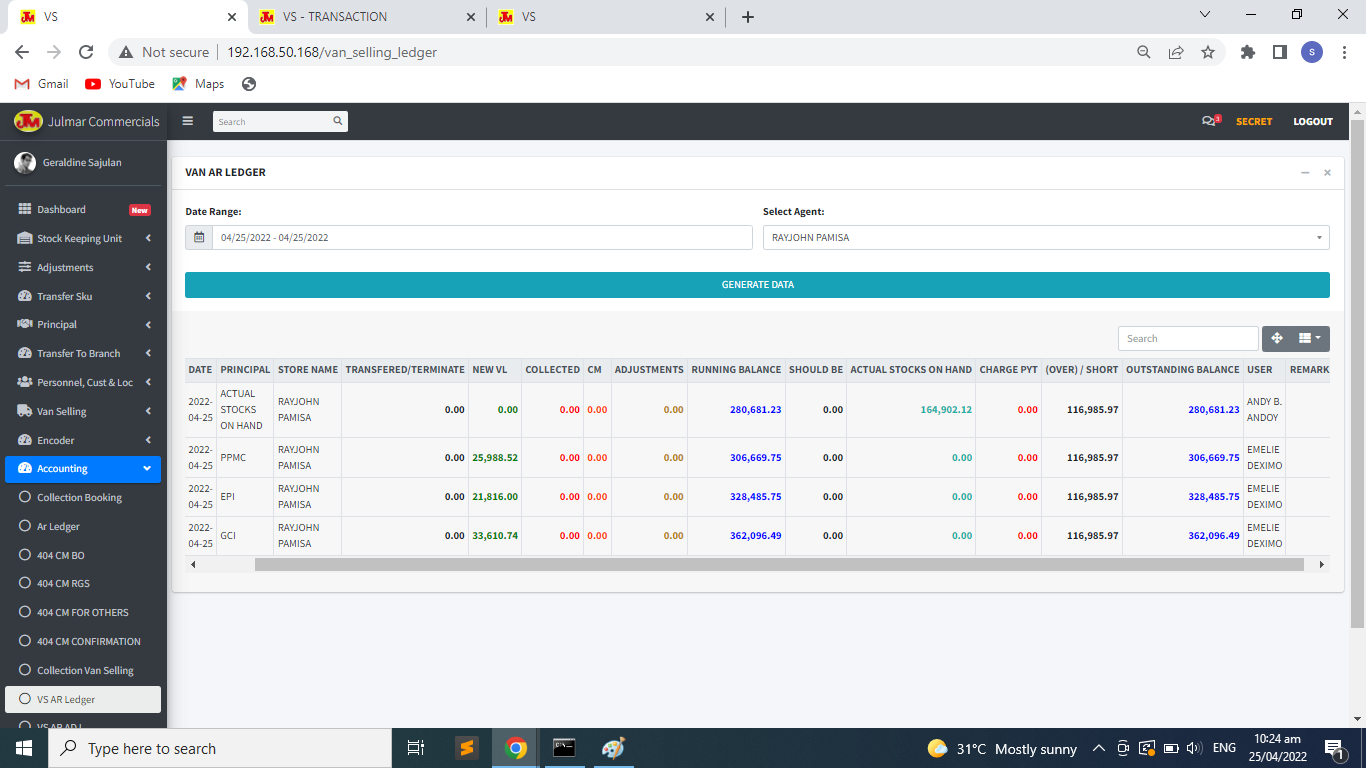 VS
VS - TRANSACTION
VS
Not secure
192.168.50.168/van_selling_ledger
S
Gmail
YouTube
Maps
JM
Julmar Commercials
Search
3
SECRET
LOGOUT
Geraldine Sajulan
Dashboard
New
Stock Keeping Unit
Adjustments
Transfer Sku
Principal
Transfer To Branch
Personnel, Cust & Loc
Van Selling
Encoder
Accounting
Collection Booking
Ar Ledger
404 CM BO
404 CM RGS
404 CM FOR OTHERS
404 CM CONFIRMATION
Collection Van Selling
VS AR Ledger
VS AR ADJ
VAN AR LEDGER
Date Range:
Select Agent:
04/25/2022 - 04/25/2022
RAYJOHN PAMISA
GENERATE DATA
Search
DATE PRINCIPAL STORE NAME TRANSFERED/TERMINATE NEW VL COLLECTED CM ADJUSTMENTS RUNNING BALANCE SHOULD BE ACTUAL STOCKS ON HAND CHARGE PYT (OVER) / SHORT OUTSTANDING BALANCE USER REMARK
2022-04-25 ACTUAL STOCKS ON HAND RAYJOHN PAMISA 0.00 0.00 0.00 0.00 0.00 280,681.23 0.00 164,902.12 0.00 116,985.97 280,681.23 ANDY B. ANDOY
2022-04-25 PPMC RAYJOHN PAMISA 0.00 25,988.52 0.00 0.00 0.00 306,669.75 0.00 0.00 0.00 116,985.97 306,669.75 EMELIE DEXIMO
2022-04-25 EPI RAYJOHN PAMISA 0.00 21,816.00 0.00 0.00 0.00 328,485.75 0.00 0.00 0.00 116,985.97 328,485.75 EMELIE DEXIMO
2022-04-25 GCI RAYJOHN PAMISA 0.00 33,610.74 0.00 0.00 0.00 362,096.49 0.00 0.00 0.00 116,985.97 362,096.49 EMELIE DEXIMO
Type here to search
31°C Mostly sunny
ENG
10:24 am
25/04/2022
1